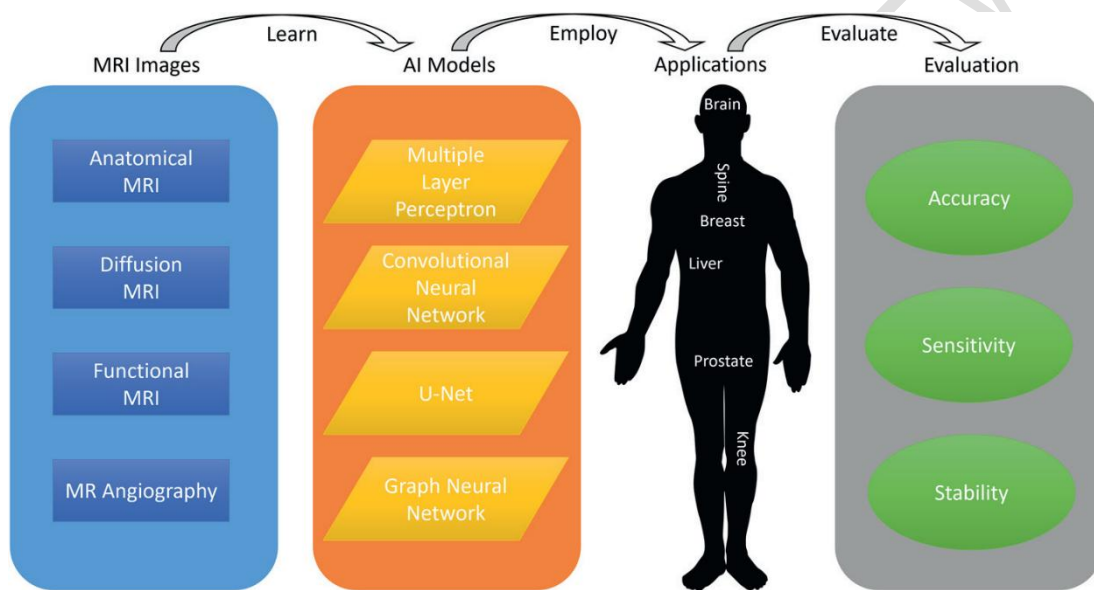 Learn
Employ
Evaluate
MRI Images
AI Models
Applications
Evaluation
Anatomical
MRI
Diffusion
MRI
Functional
MRI
MR Angiography
Multiple
Layer
Perceptron
Convolutional
Neural
Network
U-Net
Graph Neural
Network
Brain
Spine
Breast
Liver
Prostate
Knee
Accuracy
Sensitivity
Stability